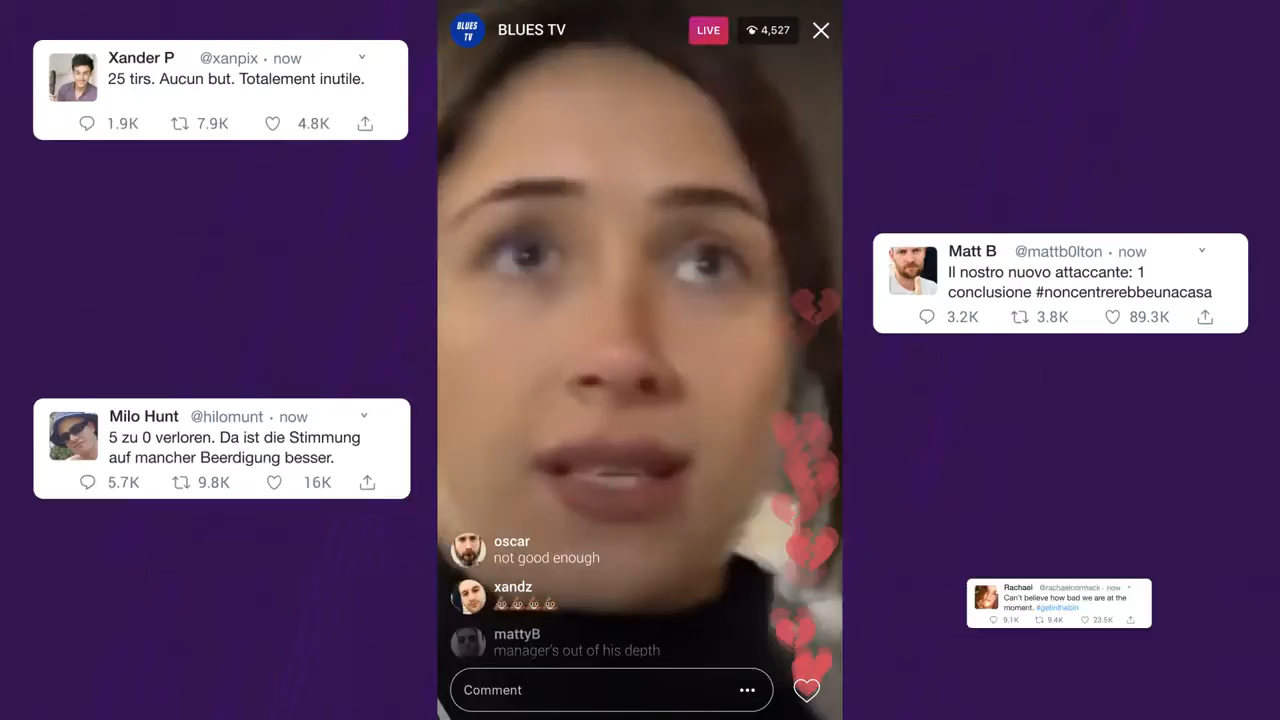 Xander P @xanpix · now
25 tirs. Aucun but. Totalement inutile.
1.9K 7.9K 4.8K
Milo Hunt @hilomunt · now
5 zu 0 verloren. Da ist die Stimmung
auf mancher Beerdigung besser.
5.7K 9.8K 16K
BLUES
TV
BLUES TV
LIVE
4,527
oscar
not good enough
xandz
mattyB
manager's out of his depth
Comment
Matt B @mattb0lton · now
Il nostro nuovo attaccante: 1
conclusione #noncentrerebbeunacasa
3.2K 3.8K 89.3K
Rachael @rachaelcormack · now
Can't believe how bad we are at the
moment. #getinthebin
9.1K 9.4K 23.5K